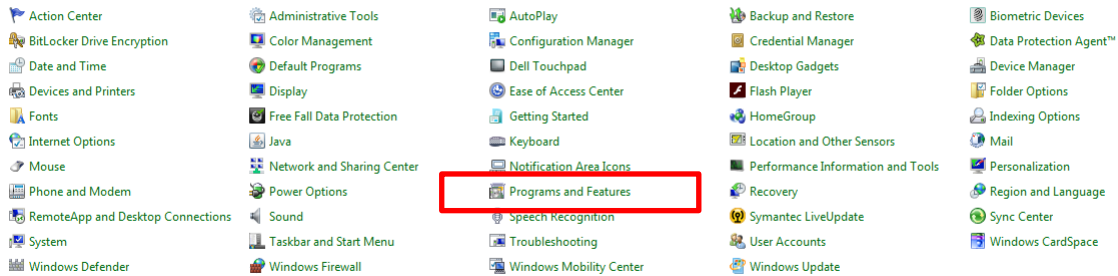 Action Center
Administrative Tools
AutoPlay
Backup and Restore
Biometric Devices
BitLocker Drive Encryption
Color Management
Configuration Manager
Credential Manager
Data Protection Agent™
Date and Time
Default Programs
Dell Touchpad
Desktop Gadgets
Device Manager
Devices and Printers
Display
Ease of Access Center
Flash Player
Folder Options
Fonts
Free Fall Data Protection
Getting Started
HomeGroup
Indexing Options
Internet Options
Java
Keyboard
Location and Other Sensors
Mail
Mouse
Network and Sharing Center
Notification Area Icons
Performance Information and Tools
Personalization
Phone and Modem
Power Options
Programs and Features
Recovery
Region and Language
RemoteApp and Desktop Connections
Sound
Speech Recognition
Symantec LiveUpdate
Sync Center
System
Taskbar and Start Menu
Troubleshooting
User Accounts
Windows CardSpace
Windows Defender
Windows Firewall
Windows Mobility Center
Windows Update